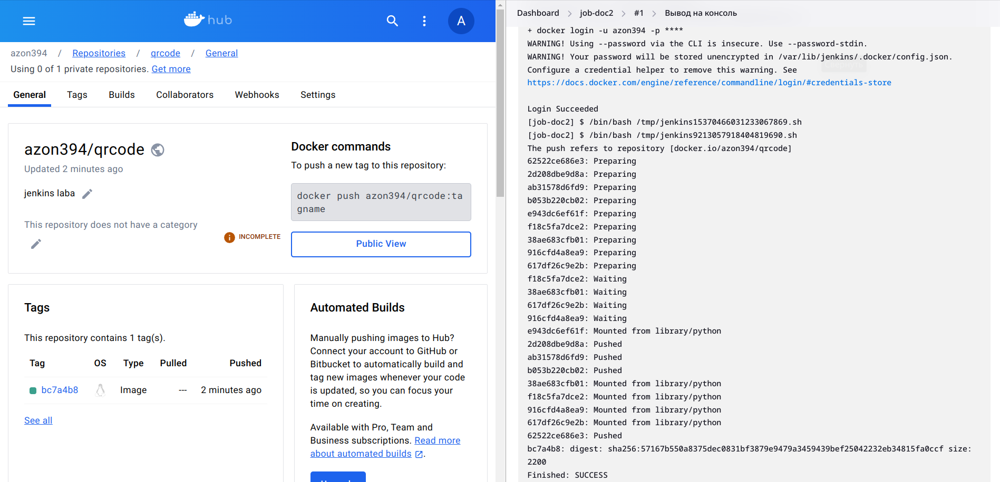 hub
A
azon394 / Repositories / qrcode / General
Using 0 of 1 private repositories. Get more
General Tags Builds Collaborators Webhooks Settings
azon394/qrcode
Updated 2 minutes ago
jenkins laba
This repository does not have a category
INCOMPLETE
Docker commands
To push a new tag to this repository:
docker push azon394/qrcode:ta
gname
Public View
Tags
This repository contains 1 tag(s).
Tag OS Type Pulled Pushed
bc7a4b8 Image --- 2 minutes ago
See all
Automated Builds
Manually pushing images to Hub?
Connect your account to GitHub or
Bitbucket to automatically build and
tag new images whenever your code
is updated, so you can focus your
time on creating.
Available with Pro, Team and
Business subscriptions. Read more
about automated builds .
Dashboard job-doc2 #1 Вывод на консоль
+ docker login -u azon394 -p ****
WARNING! Using --password via the CLI is insecure. Use --password-stdin.
WARNING! Your password will be stored unencrypted in /var/lib/jenkins/.docker/config.json.
Configure a credential helper to remove this warning. See
https://docs.docker.com/engine/reference/commandline/login/#credentials-store
Login Succeeded
[job-doc2] $ /bin/bash /tmp/jenkins15370466031233067869.sh
[job-doc2] $ /bin/bash /tmp/jenkins9213057918404819690.sh
The push refers to repository [docker.io/azon394/qrcode]
62522ce686e3: Preparing
2d208dbe9d8a: Preparing
ab31578d6fd9: Preparing
b053b220cb02: Preparing
e943dc6ef61f: Preparing
f18c5fa7dce2: Preparing
38ae683cfb01: Preparing
916cfd4a8ea9: Preparing
617df26c9e2b: Preparing
f18c5fa7dce2: Waiting
38ae683cfb01: Waiting
617df26c9e2b: Waiting
916cfd4a8ea9: Waiting
e943dc6ef61f: Mounted from library/python
2d208dbe9d8a: Pushed
ab31578d6fd9: Pushed
b053b220cb02: Pushed
38ae683cfb01: Mounted from library/python
f18c5fa7dce2: Mounted from library/python
916cfd4a8ea9: Mounted from library/python
617df26c9e2b: Mounted from library/python
62522ce686e3: Pushed
bc7a4b8: digest: sha256:57167b550a8375dec0831bf3879e9479a3459439bef25042232eb34815fa0ccf size:
2200
Finished: SUCCESS